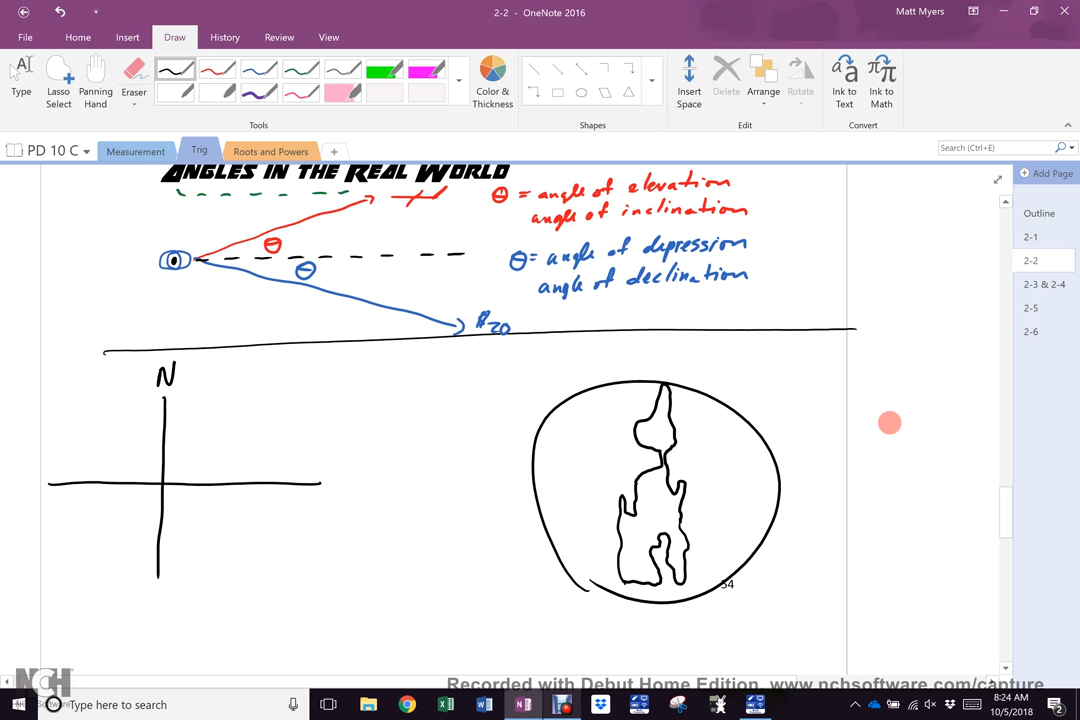 2-2 - OneNote 2016
Matt Myers
File
Home
Insert
Draw
History
Review
View
Type
Lasso Select
Panning Hand
Eraser
Color & Thickness
Insert Space
Delete
Arrange
Rotate
Ink to Text
Ink to Math
Tools
Shapes
Edit
Convert
PD 10 C
Measurement
Trig
Roots and Powers
Search (Ctrl+E)
Add Page
Outline
2-1
2-2
2-3 & 2-4
2-5
2-6
Angles in the Real World
θ = angle of elevation
angle of inclination
θ
θ
θ = angle of depression
angle of declination
$20
N
54
NCH Software
Recorded with Debut Home Edition. www.nchsoftware.com/capture
Type here to search
8:24 AM
10/5/2018
2